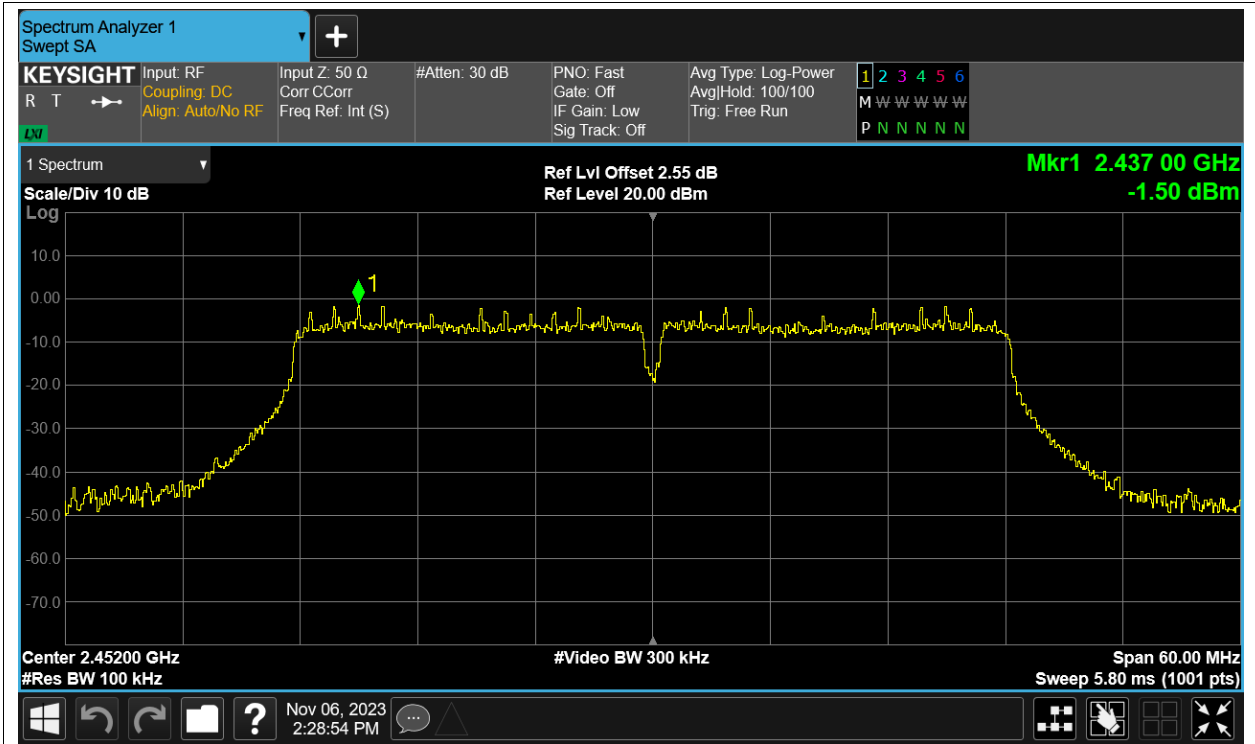 Spectrum Analyzer 1
Swept SA
+
KEYSIGHT
R T
LXI
Input: RF
Coupling: DC
Align: Auto/No RF
Input Z: 50 Ω
Corr CCorr
Freq Ref: Int (S)
#Atten: 30 dB
PNO: Fast
Gate: Off
IF Gain: Low
Sig Track: Off
Avg Type: Log-Power
Avg|Hold: 100/100
Trig: Free Run
1 2 3 4 5 6
M W W W W W
P N N N N N
1 Spectrum
Scale/Div 10 dB
Log
Ref Lvl Offset 2.55 dB
Ref Level 20.00 dBm
Mkr1 2.437 00 GHz
-1.50 dBm
10.0
0.00
-10.0
-20.0
-30.0
-40.0
-50.0
-60.0
-70.0
1
Center 2.45200 GHz
#Res BW 100 kHz
#Video BW 300 kHz
Span 60.00 MHz
Sweep 5.80 ms (1001 pts)
?
Nov 06, 2023
2:28:54 PM